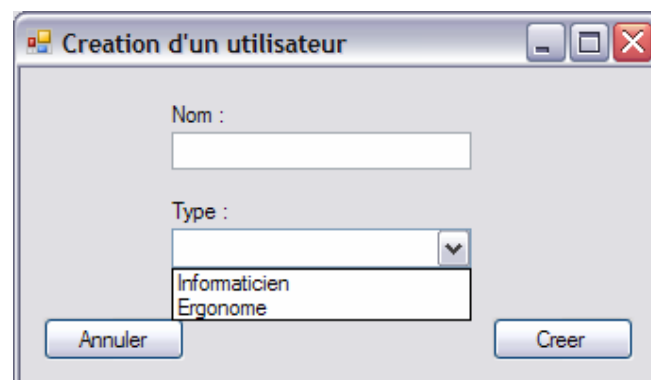 Creation d'un utilisateur
Nom :
Type :
Informaticien
Ergonome
Annuler
Creer